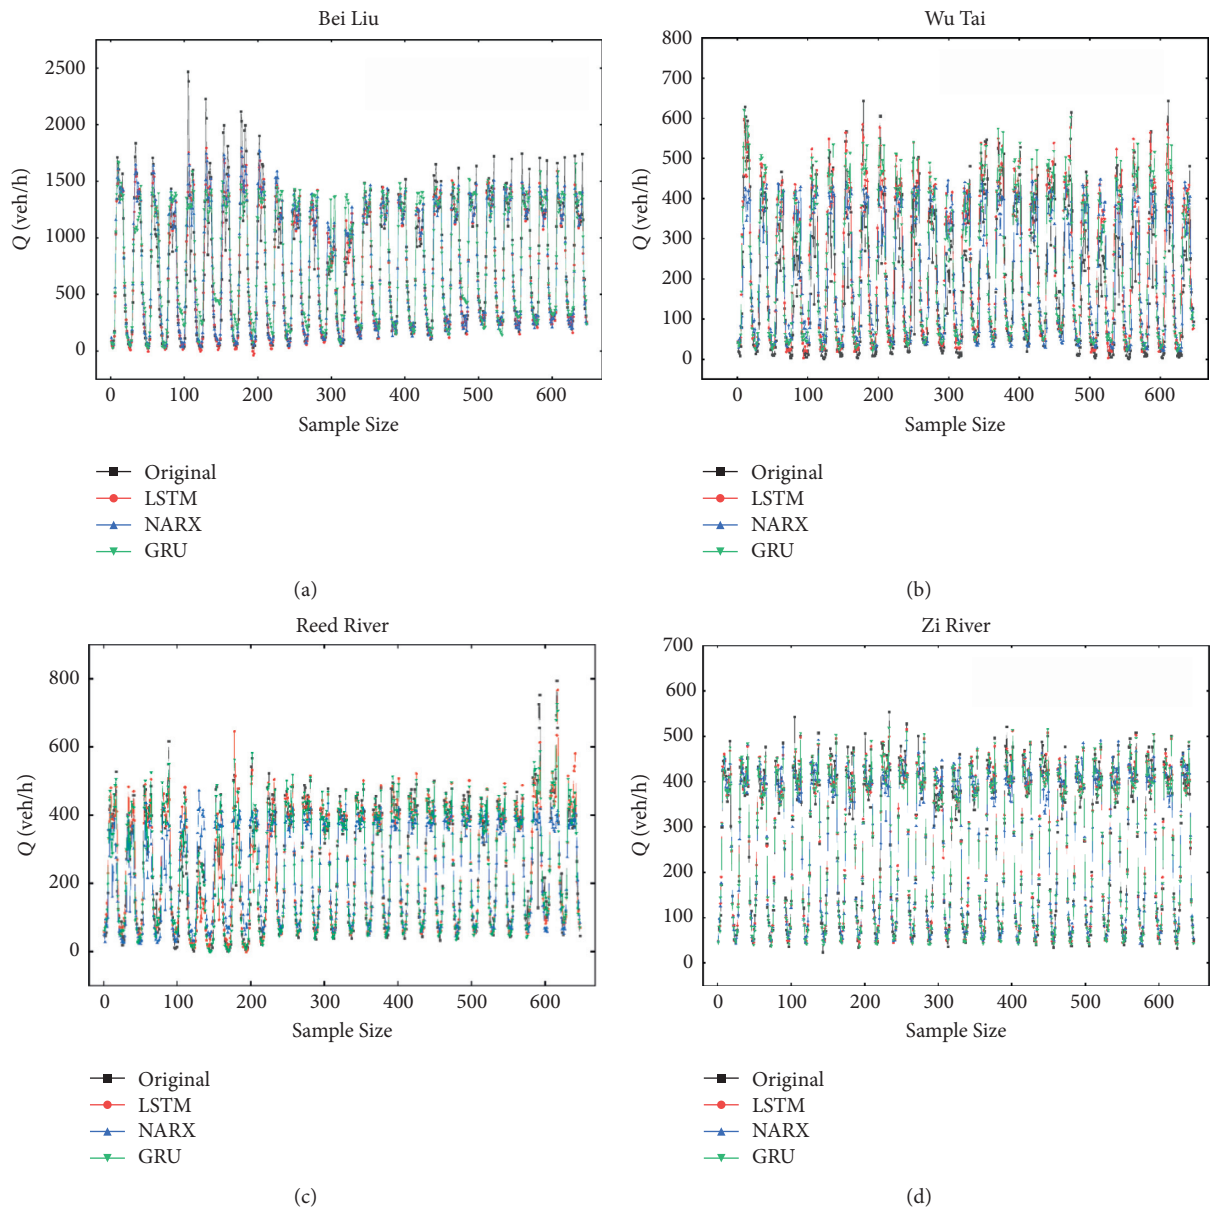 Bei Liu
Q (veh/h)
2500
2000
1500
1000
500
0
0 100 200 300 400 500 600
Sample Size
Original
LSTM
NARX
GRU
(a)
Wu Tai
Q (veh/h)
800
700
600
500
400
300
200
100
0
0 100 200 300 400 500 600
Sample Size
Original
LSTM
NARX
GRU
(b)
Reed River
Q (veh/h)
800
600
400
200
0
0 100 200 300 400 500 600
Sample Size
Original
LSTM
NARX
GRU
(c)
Zi River
Q (veh/h)
700
600
500
400
300
200
100
0
0 100 200 300 400 500 600
Sample Size
Original
LSTM
NARX
GRU
(d)